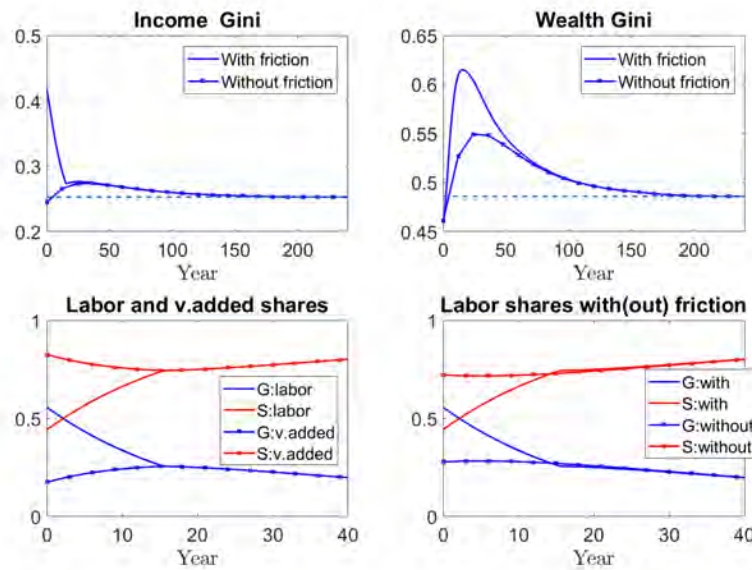 Income Gini
0.5
0.4
0.3
0.2
With friction
Without friction
0 50 100 150 200
Year
Wealth Gini
0.65
0.6
0.55
0.5
0.45
With friction
Without friction
0 50 100 150 200
Year
Labor and v.added shares
1
0.5
0
G:labor
S:labor
G:v.added
S:v.added
0 10 20 30 40
Year
Labor shares with(out) friction
1
0.5
0
G:with
S:with
G:without
S:without
0 10 20 30 40
Year